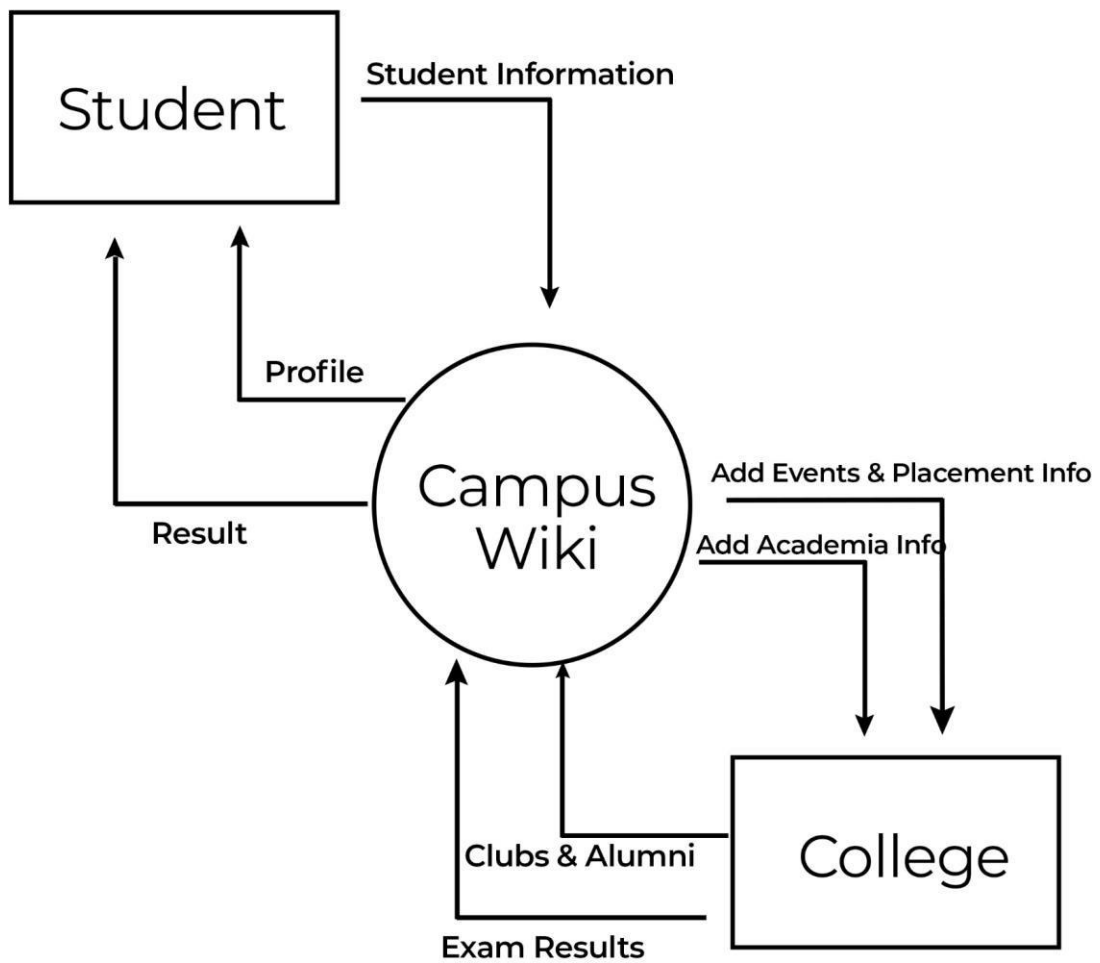 Student Information
Student
Profile
Campus
Wiki
Add Events & Placement Info
Result
Add Academia Info
Clubs & Alumni
College
Exam Results